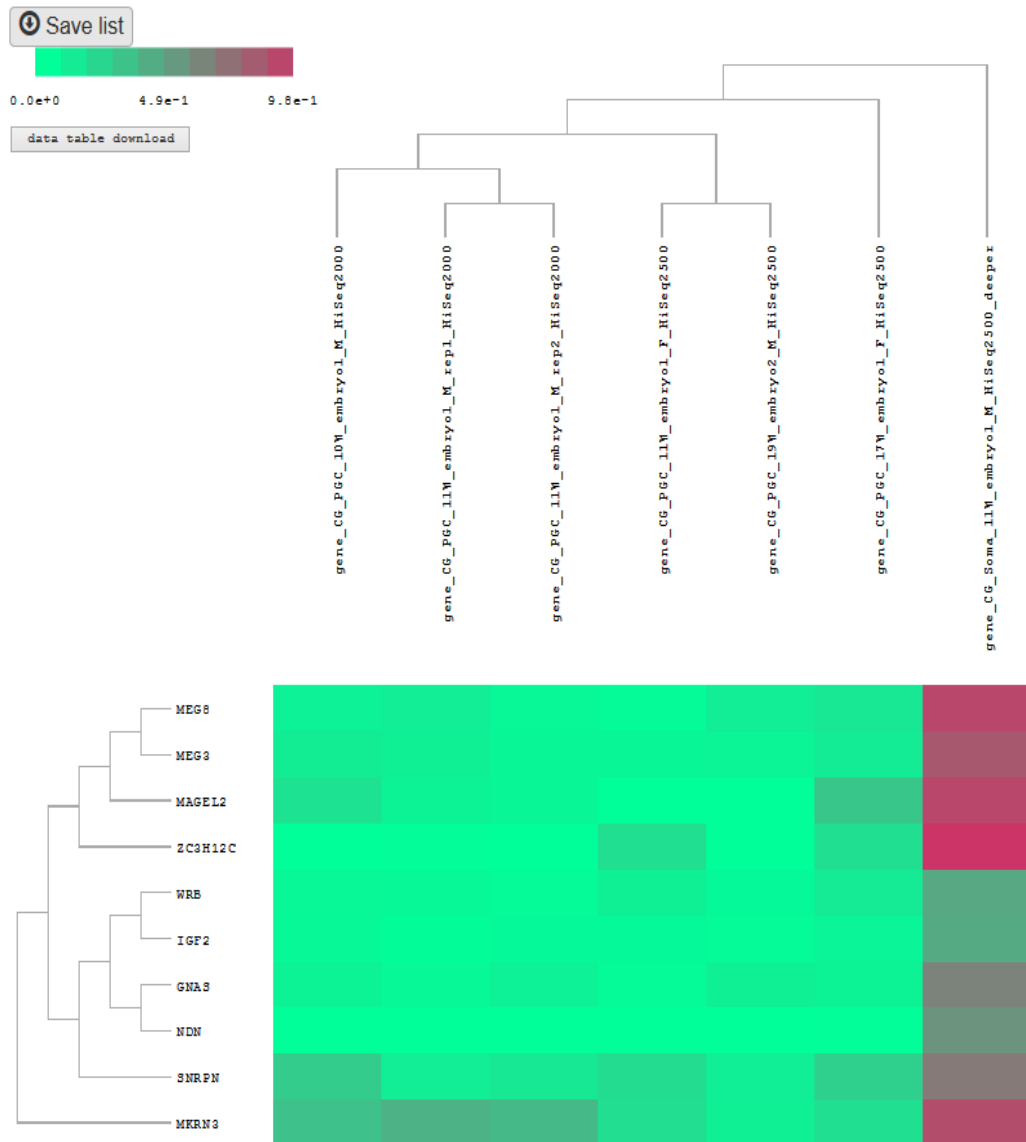 Save list
0.0e+0 4.9e-1 9.8e-1
data table download
gene_CG_PGC_10W_embryo1_M_HiSeq2000
gene_CG_PGC_11W_embryo1_M_rep1_HiSeq2000
gene_CG_PGC_11W_embryo1_M_rep2_HiSeq2000
gene_CG_PGC_11W_embryo1_F_HiSeq2500
gene_CG_PGC_19W_embryo2_M_HiSeq2500
gene_CG_PGC_17W_embryo1_F_HiSeq2500
gene_CG_Soma_11W_embryo1_M_HiSeq2500_deeper
MEG8
MEG3
MAGEL2
ZC3H12C
WRB
IGF2
GNAS
NDN
SNRPN
MKRN3